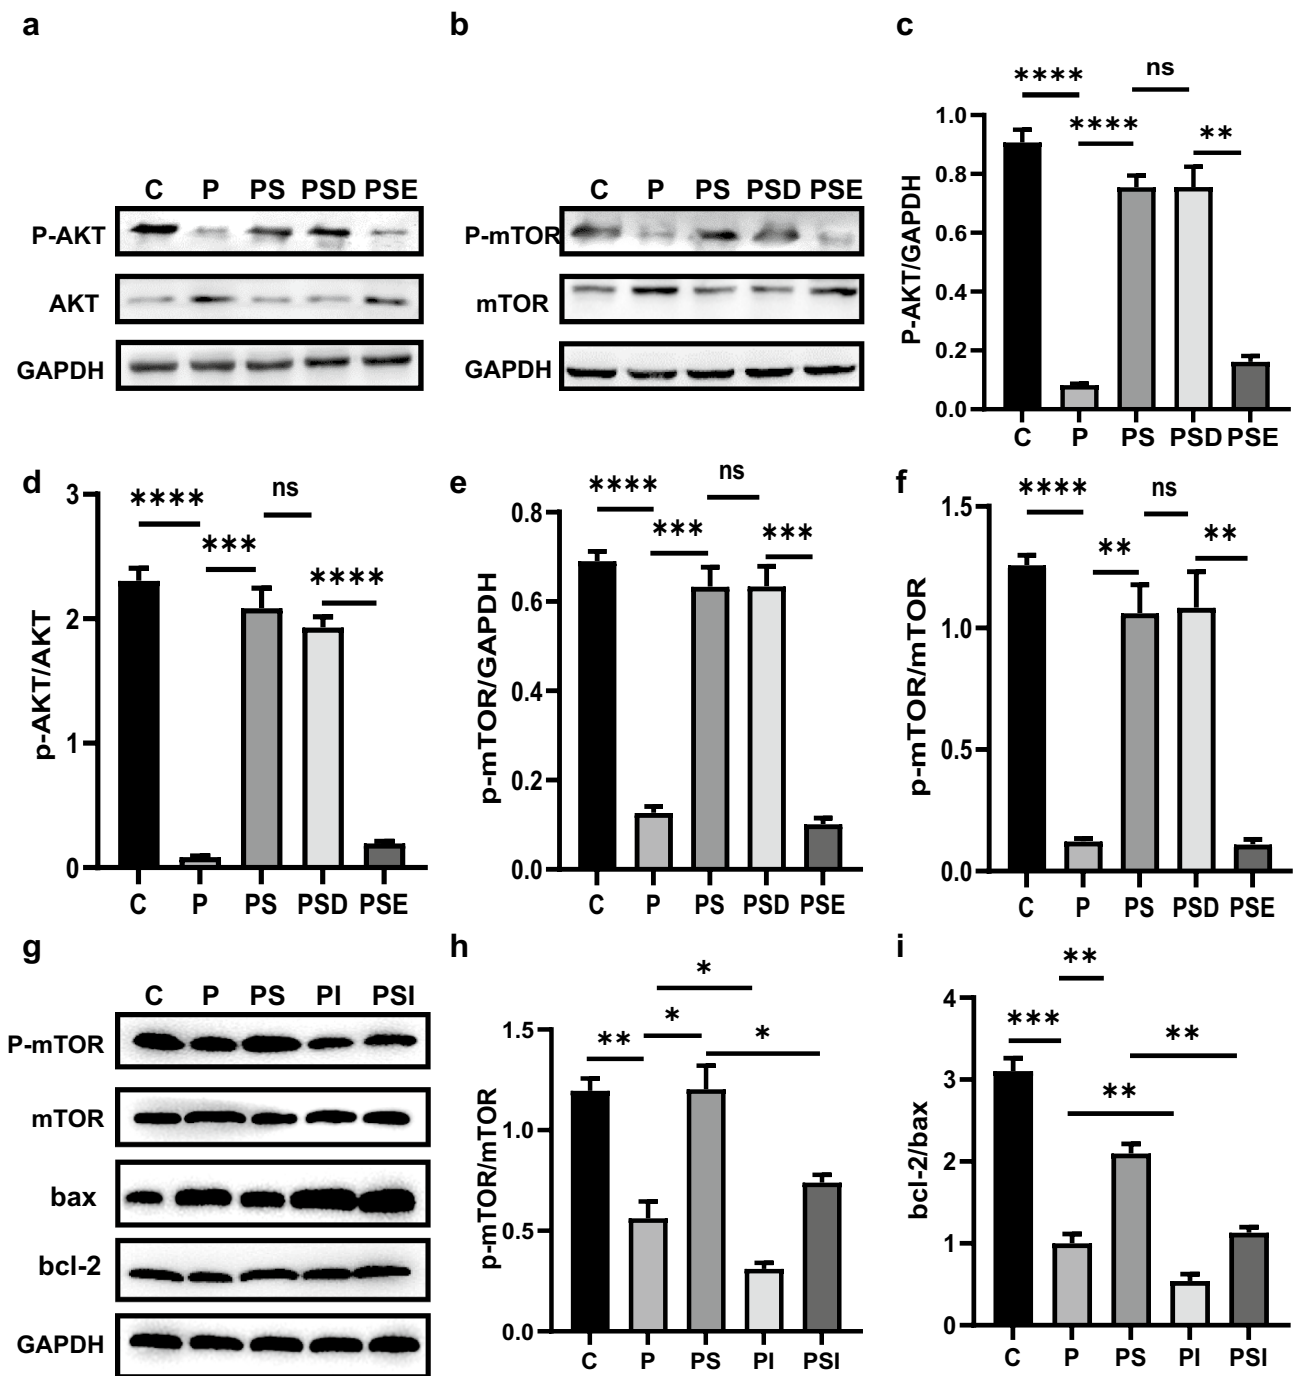 a
C P PS PSD PSE
P-AKT
AKT
GAPDH
b
C P PS PSD PSE
P-mTOR
mTOR
GAPDH
c
**** ns
**** **
1.0
0.8
0.6
0.4
0.2
0.0
P-AKT/GAPDH
C P PS PSD PSE
d
ns
****
***
****
3
2
1
0
p-AKT/AKT
C P PS PSD PSE
e
ns
****
*** ***
0.8
0.6
0.4
0.2
0.0
p-mTOR/GAPDH
C P PS PSD PSE
f
ns
****
** **
1.5
1.0
0.5
0.0
p-mTOR/mTOR
C P PS PSD PSE
g
C P PS PI PSI
P-mTOR
mTOR
bax
bcl-2
GAPDH
h
*
*
** *
1.5
1.0
0.5
0.0
p-mTOR/mTOR
C P PS PI PSI
i
**
*** **
**
4
3
2
1
0
bcl-2/bax
C P PS PI PSI